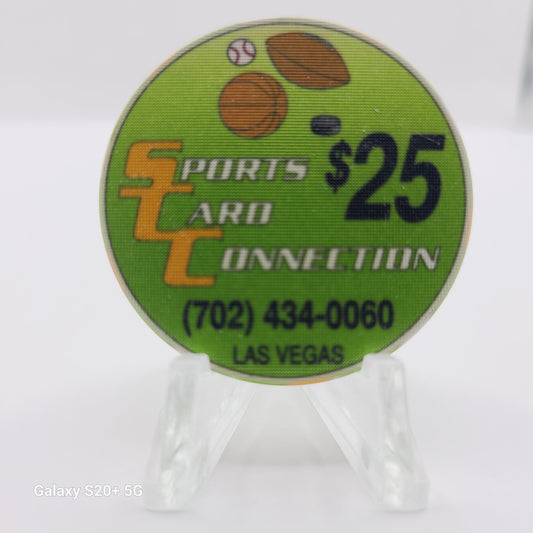 $25
SPORTS
CARD
CONNECTION
(702) 434-0060
LAS VEGAS
Galaxy S20+ 5G